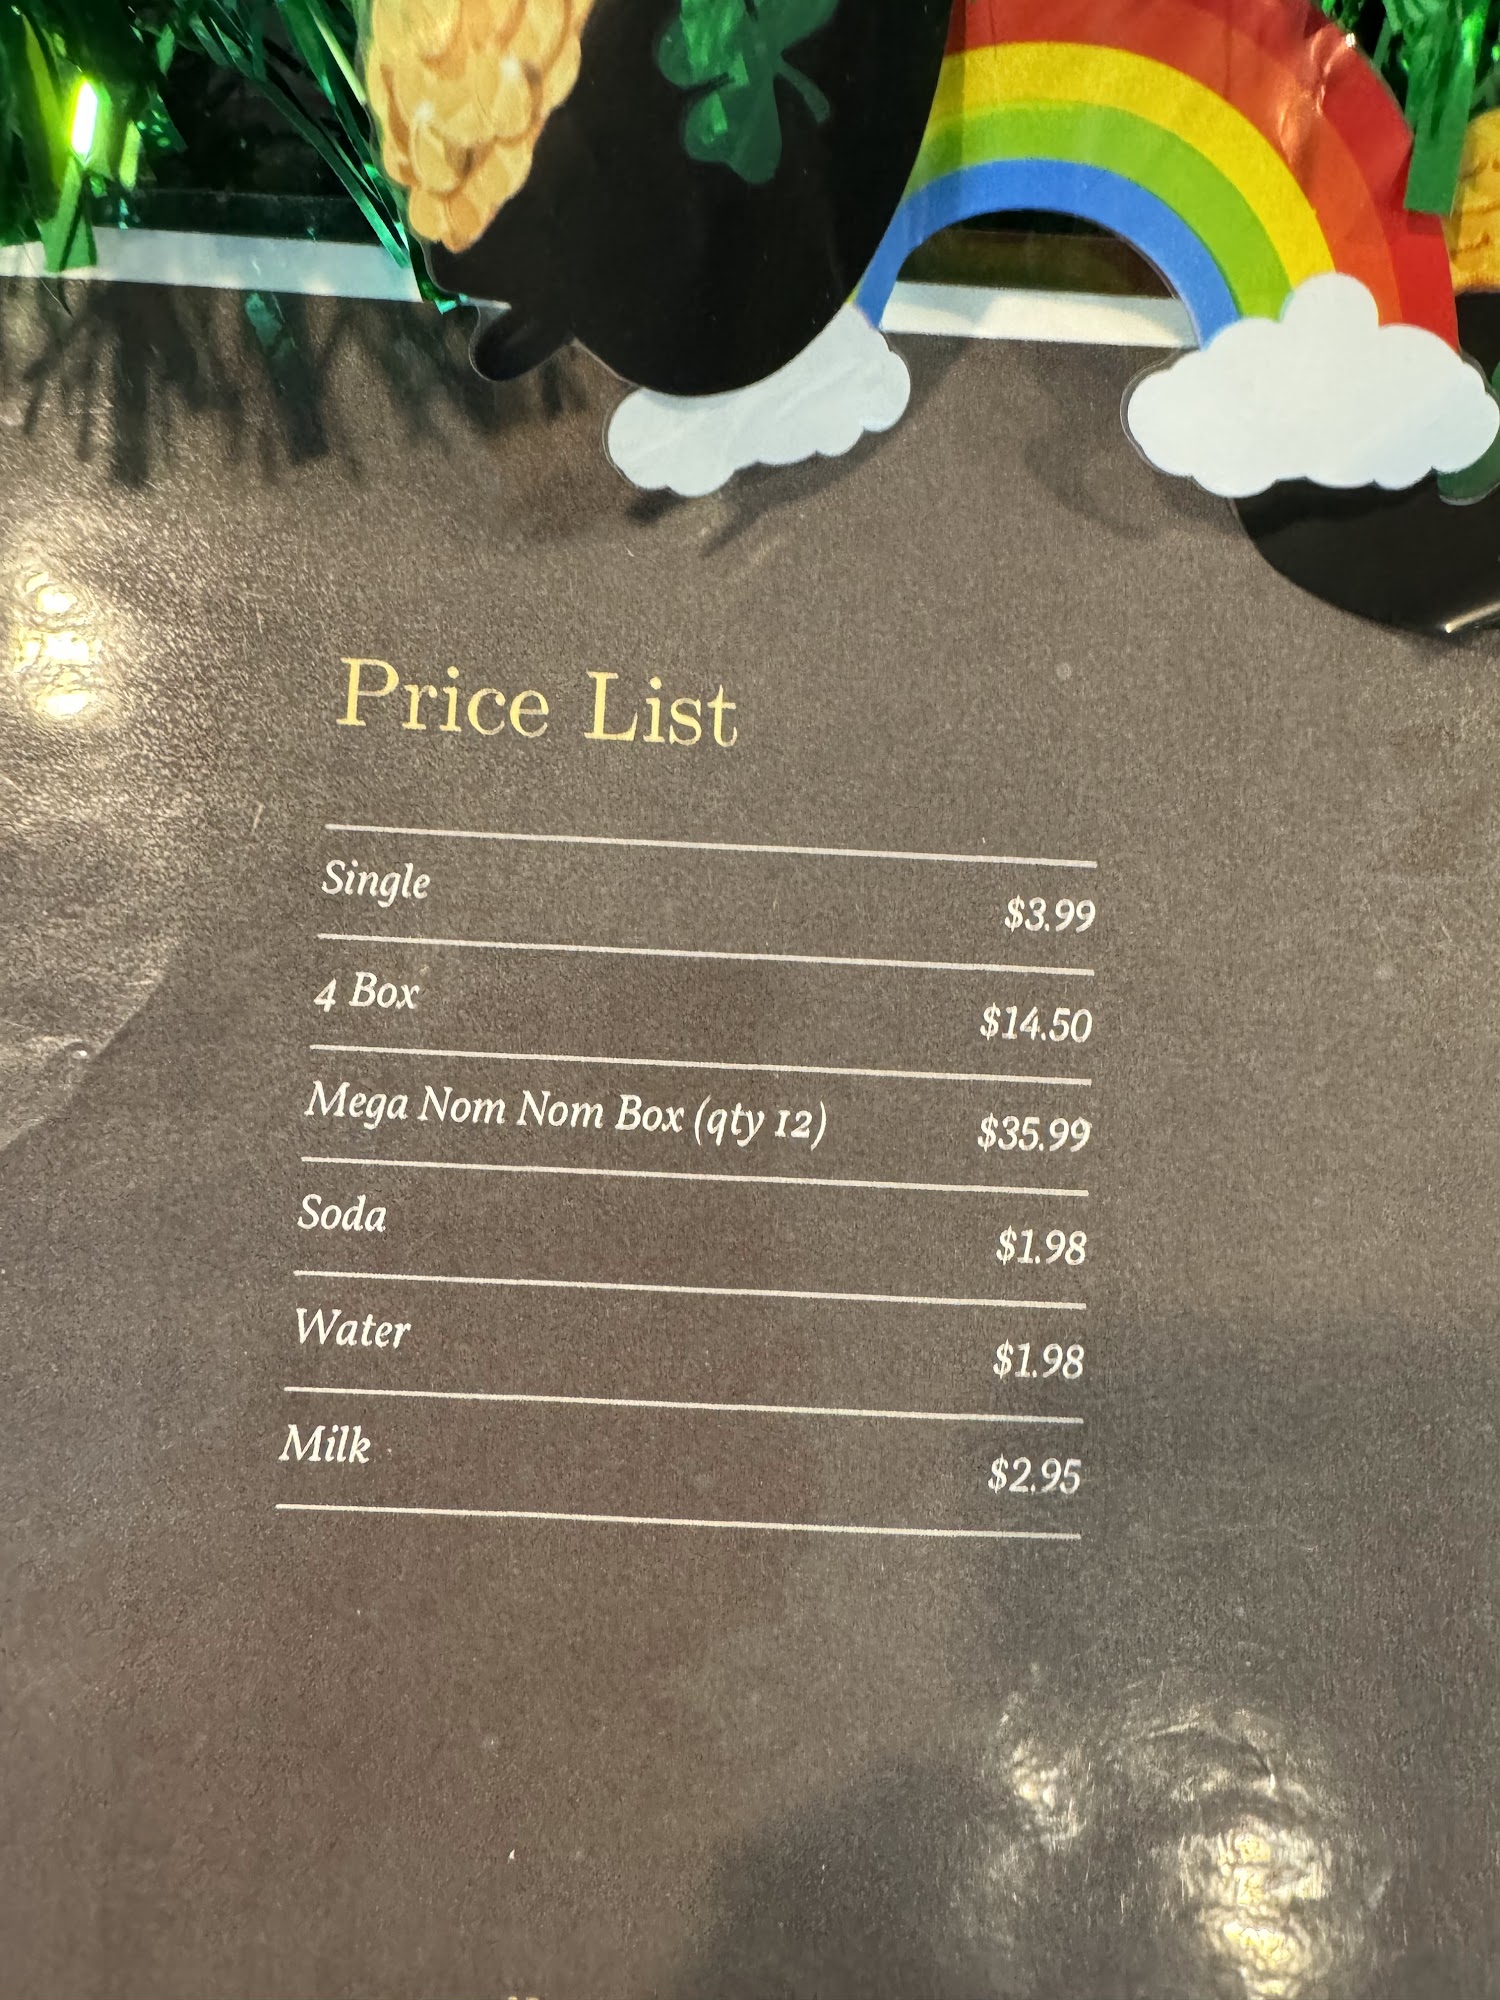 Price List
Single $3.99
4 Box $14.50
Mega Nom Nom Box (qty 12) $35.99
Soda $1.98
Water $1.98
Milk $2.95